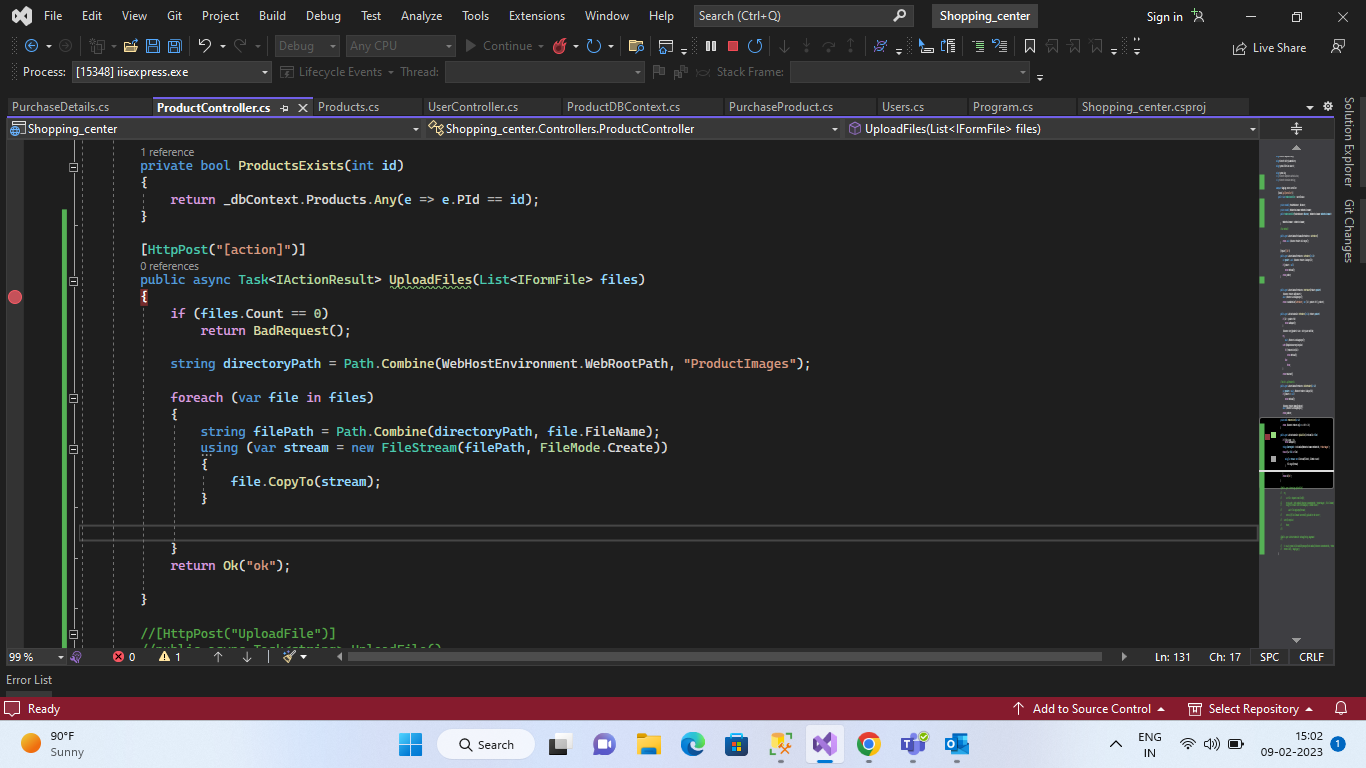 File Edit View Git Project Build Debug Test Analyze Tools Extensions Window Help Search (Ctrl+Q) Shopping_center Sign in
Debug Any CPU Continue Live Share
Process: [15348] iisexpress.exe Lifecycle Events Thread: Stack Frame:
PurchaseDetails.cs ProductController.cs Products.cs UserController.cs ProductDBContext.cs PurchaseProduct.cs Users.cs Program.cs Shopping_center.csproj
Shopping_center Shopping_center.Controllers.ProductController UploadFiles(List<IFormFile> files)
Solution Explorer
Git Changes
1 reference
private bool ProductsExists(int id)
{
return _dbContext.Products.Any(e => e.PId == id);
}
[HttpPost("[action]")]
0 references
public async Task<IActionResult> UploadFiles(List<IFormFile> files)
{
if (files.Count == 0)
return BadRequest();
string directoryPath = Path.Combine(WebHostEnvironment.WebRootPath, "ProductImages");
foreach (var file in files)
{
string filePath = Path.Combine(directoryPath, file.FileName);
using (var stream = new FileStream(filePath, FileMode.Create))
{
file.CopyTo(stream);
}
}
return Ok("ok");
}
//[HttpPost("UploadFile")]
//public async Task<string> UploadFile()
99 % 0 1 Ln: 131 Ch: 17 SPC CRLF
Error List
Ready Add to Source Control Select Repository
90°F
Sunny
Search
ENG
IN
15:02
09-02-2023
1